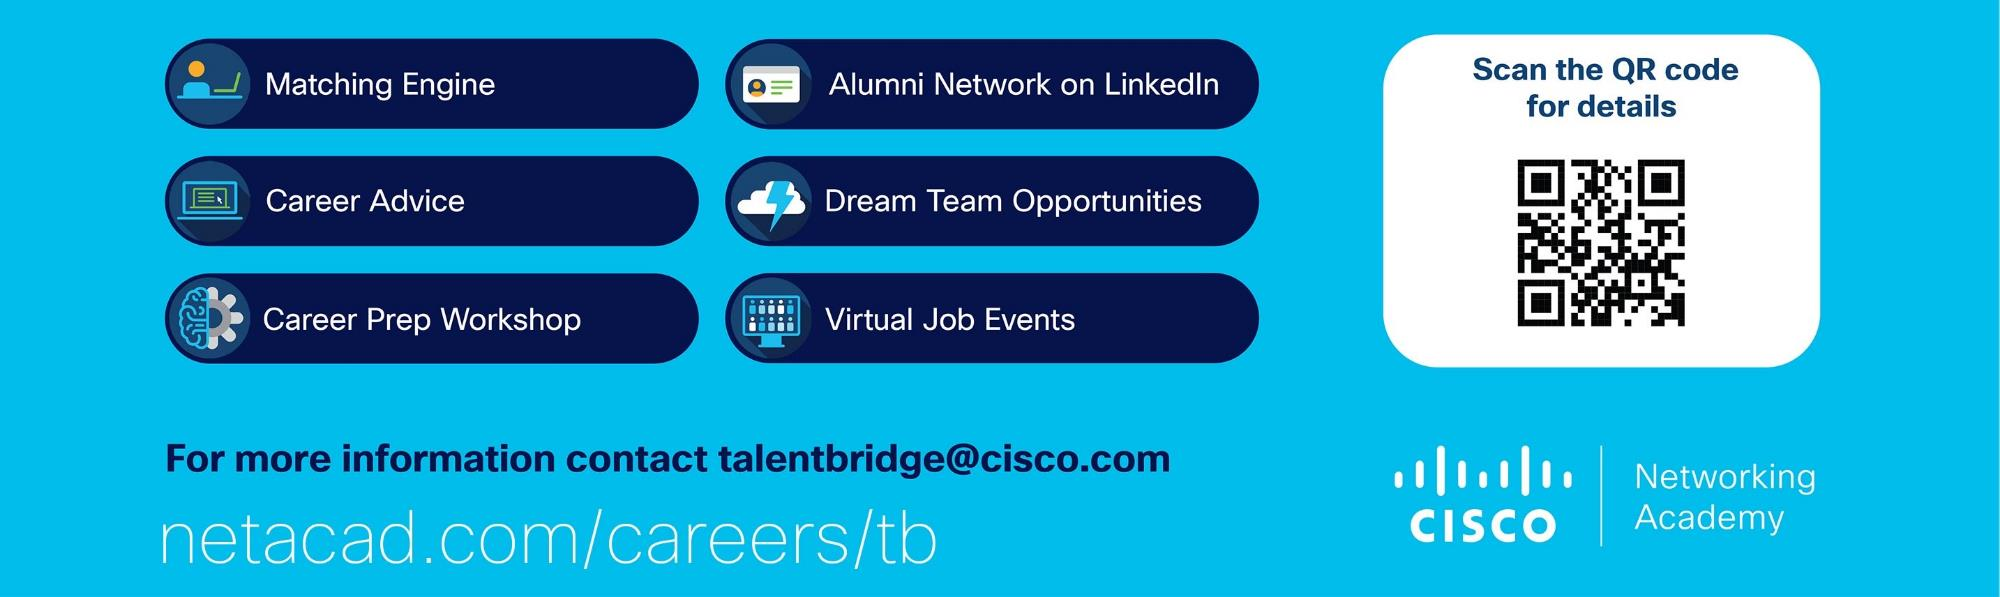 Matching Engine
Alumni Network on LinkedIn
Career Advice
Dream Team Opportunities
Career Prep Workshop
Virtual Job Events
Scan the QR code
for details
For more information contact talentbridge@cisco.com
netacad.com/careers/tb
CISCO
Networking
Academy